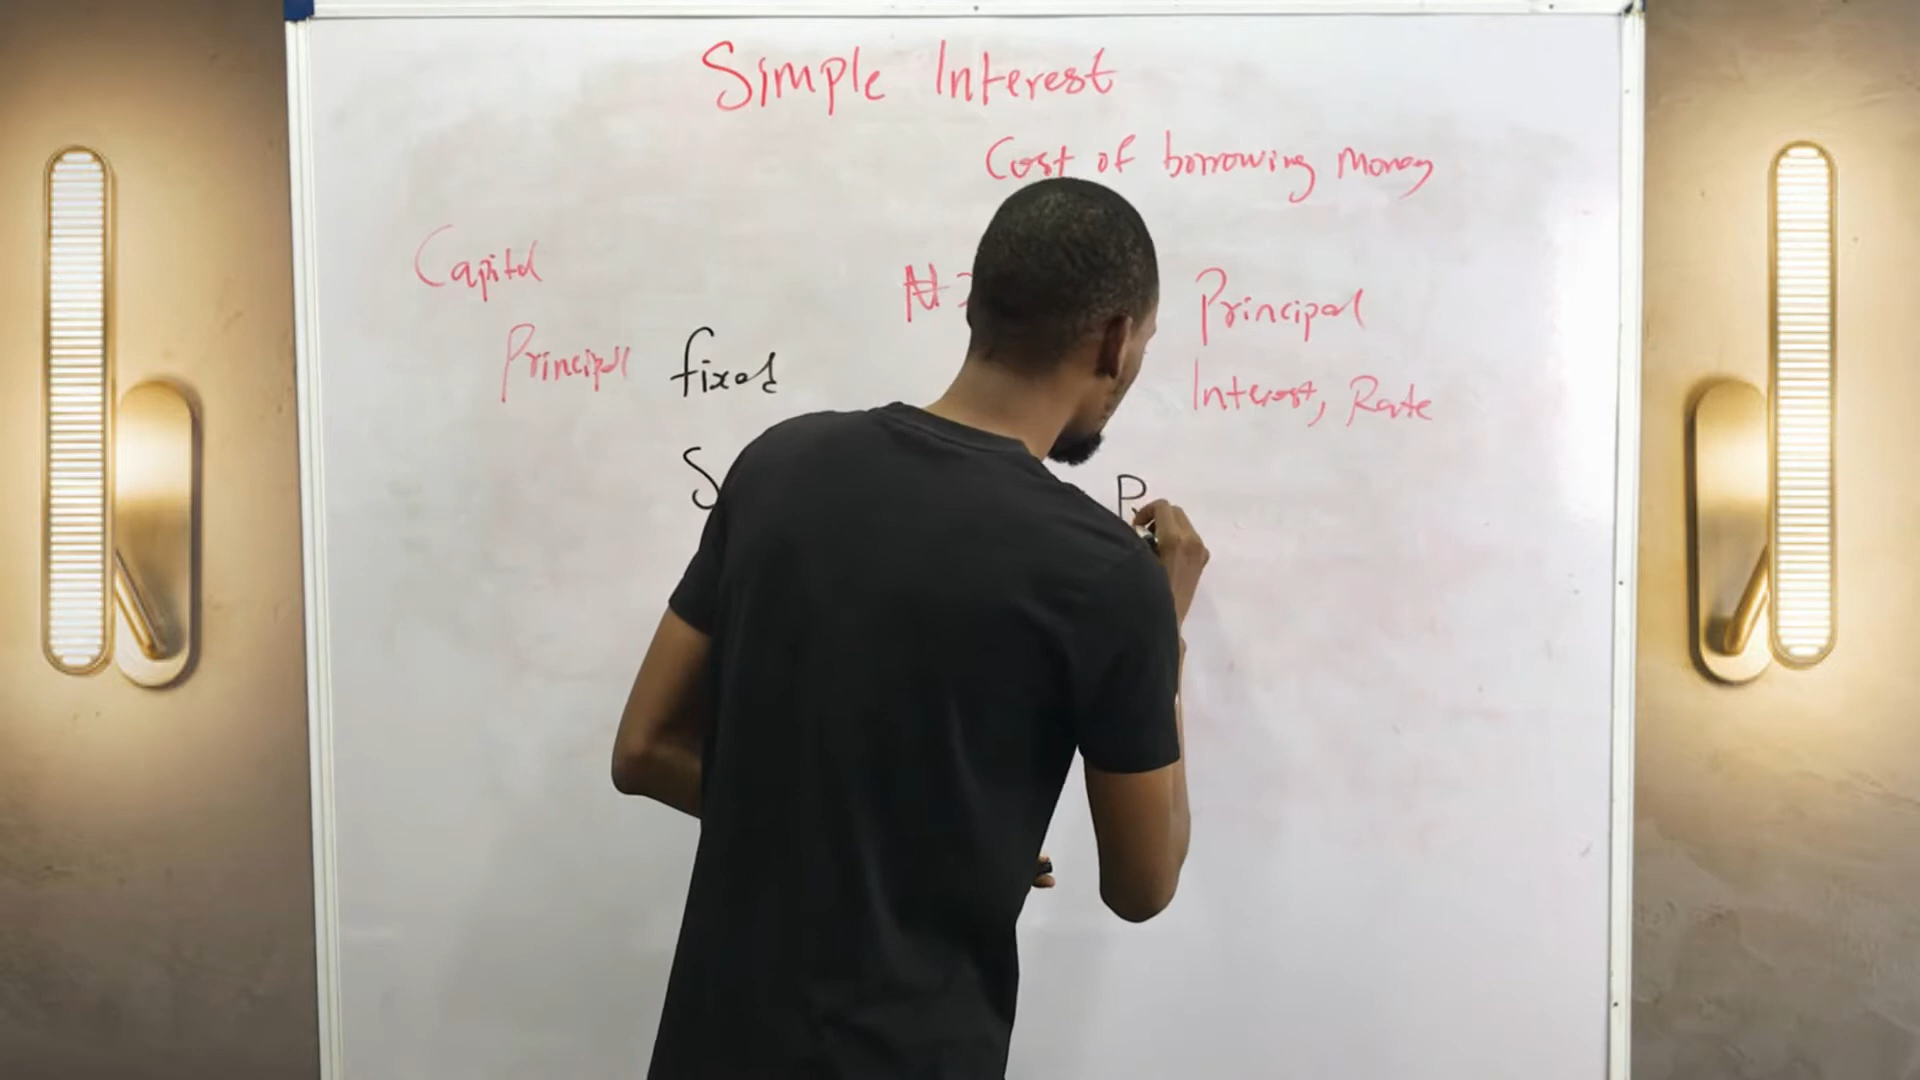 Simple Interest
Cost of borrowing money
Capital
₦
Principal
Principal fixed
Interest, Rate
S
P